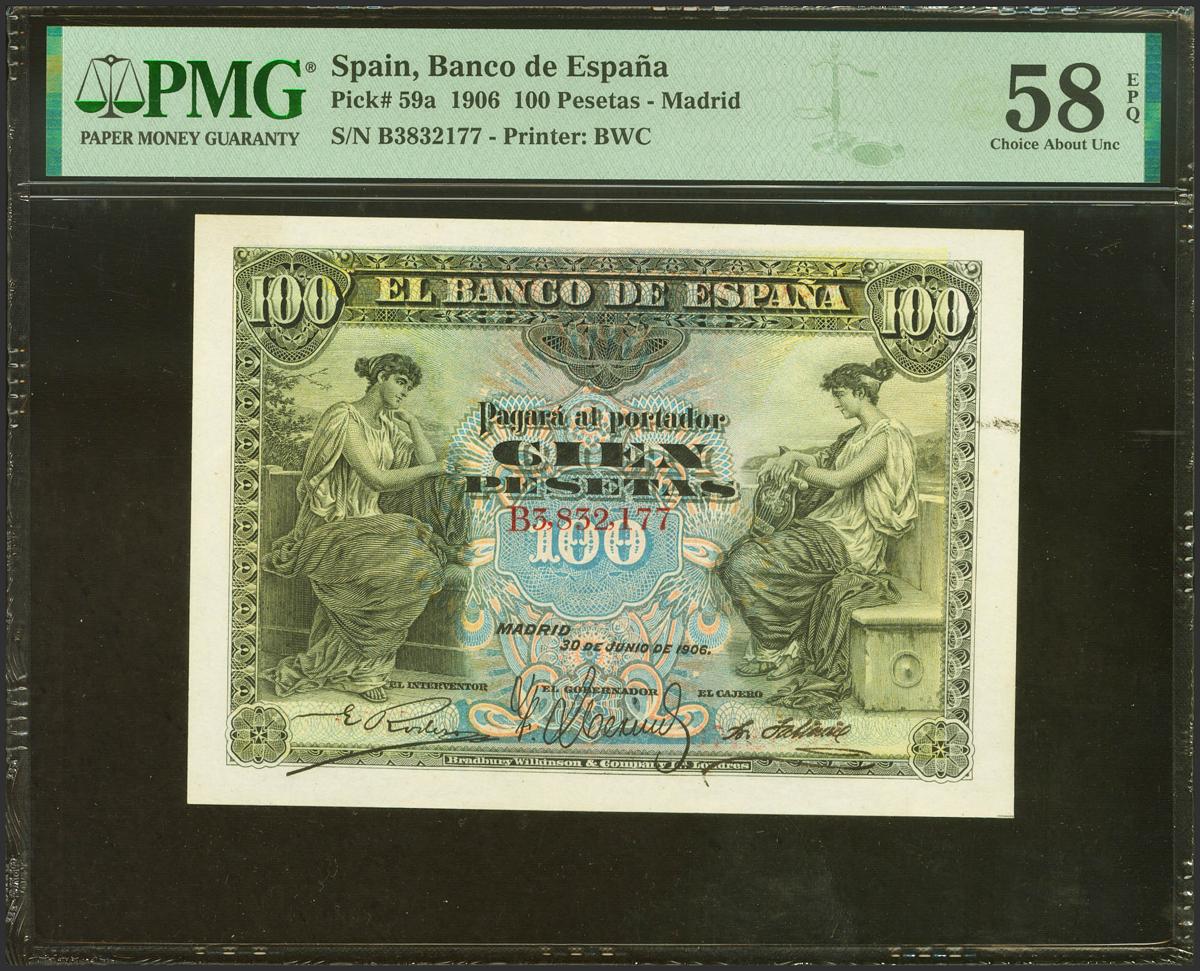 PMG®
PAPER MONEY GUARANTY
Spain, Banco de España
Pick# 59a 1906 100 Pesetas - Madrid
S/N B3832177 - Printer: BWC
58
EPQ
Choice About Unc
100 EL BANCO DE ESPAÑA 100
Pagará al portador
CIEN
PESETAS
B3,832,177
100
MADRID
30 DE JUNIO DE 1906.
EL INTERVENTOR EL GOBERNADOR EL CAJERO
Bradbury Wilkinson & Company Ld Londres